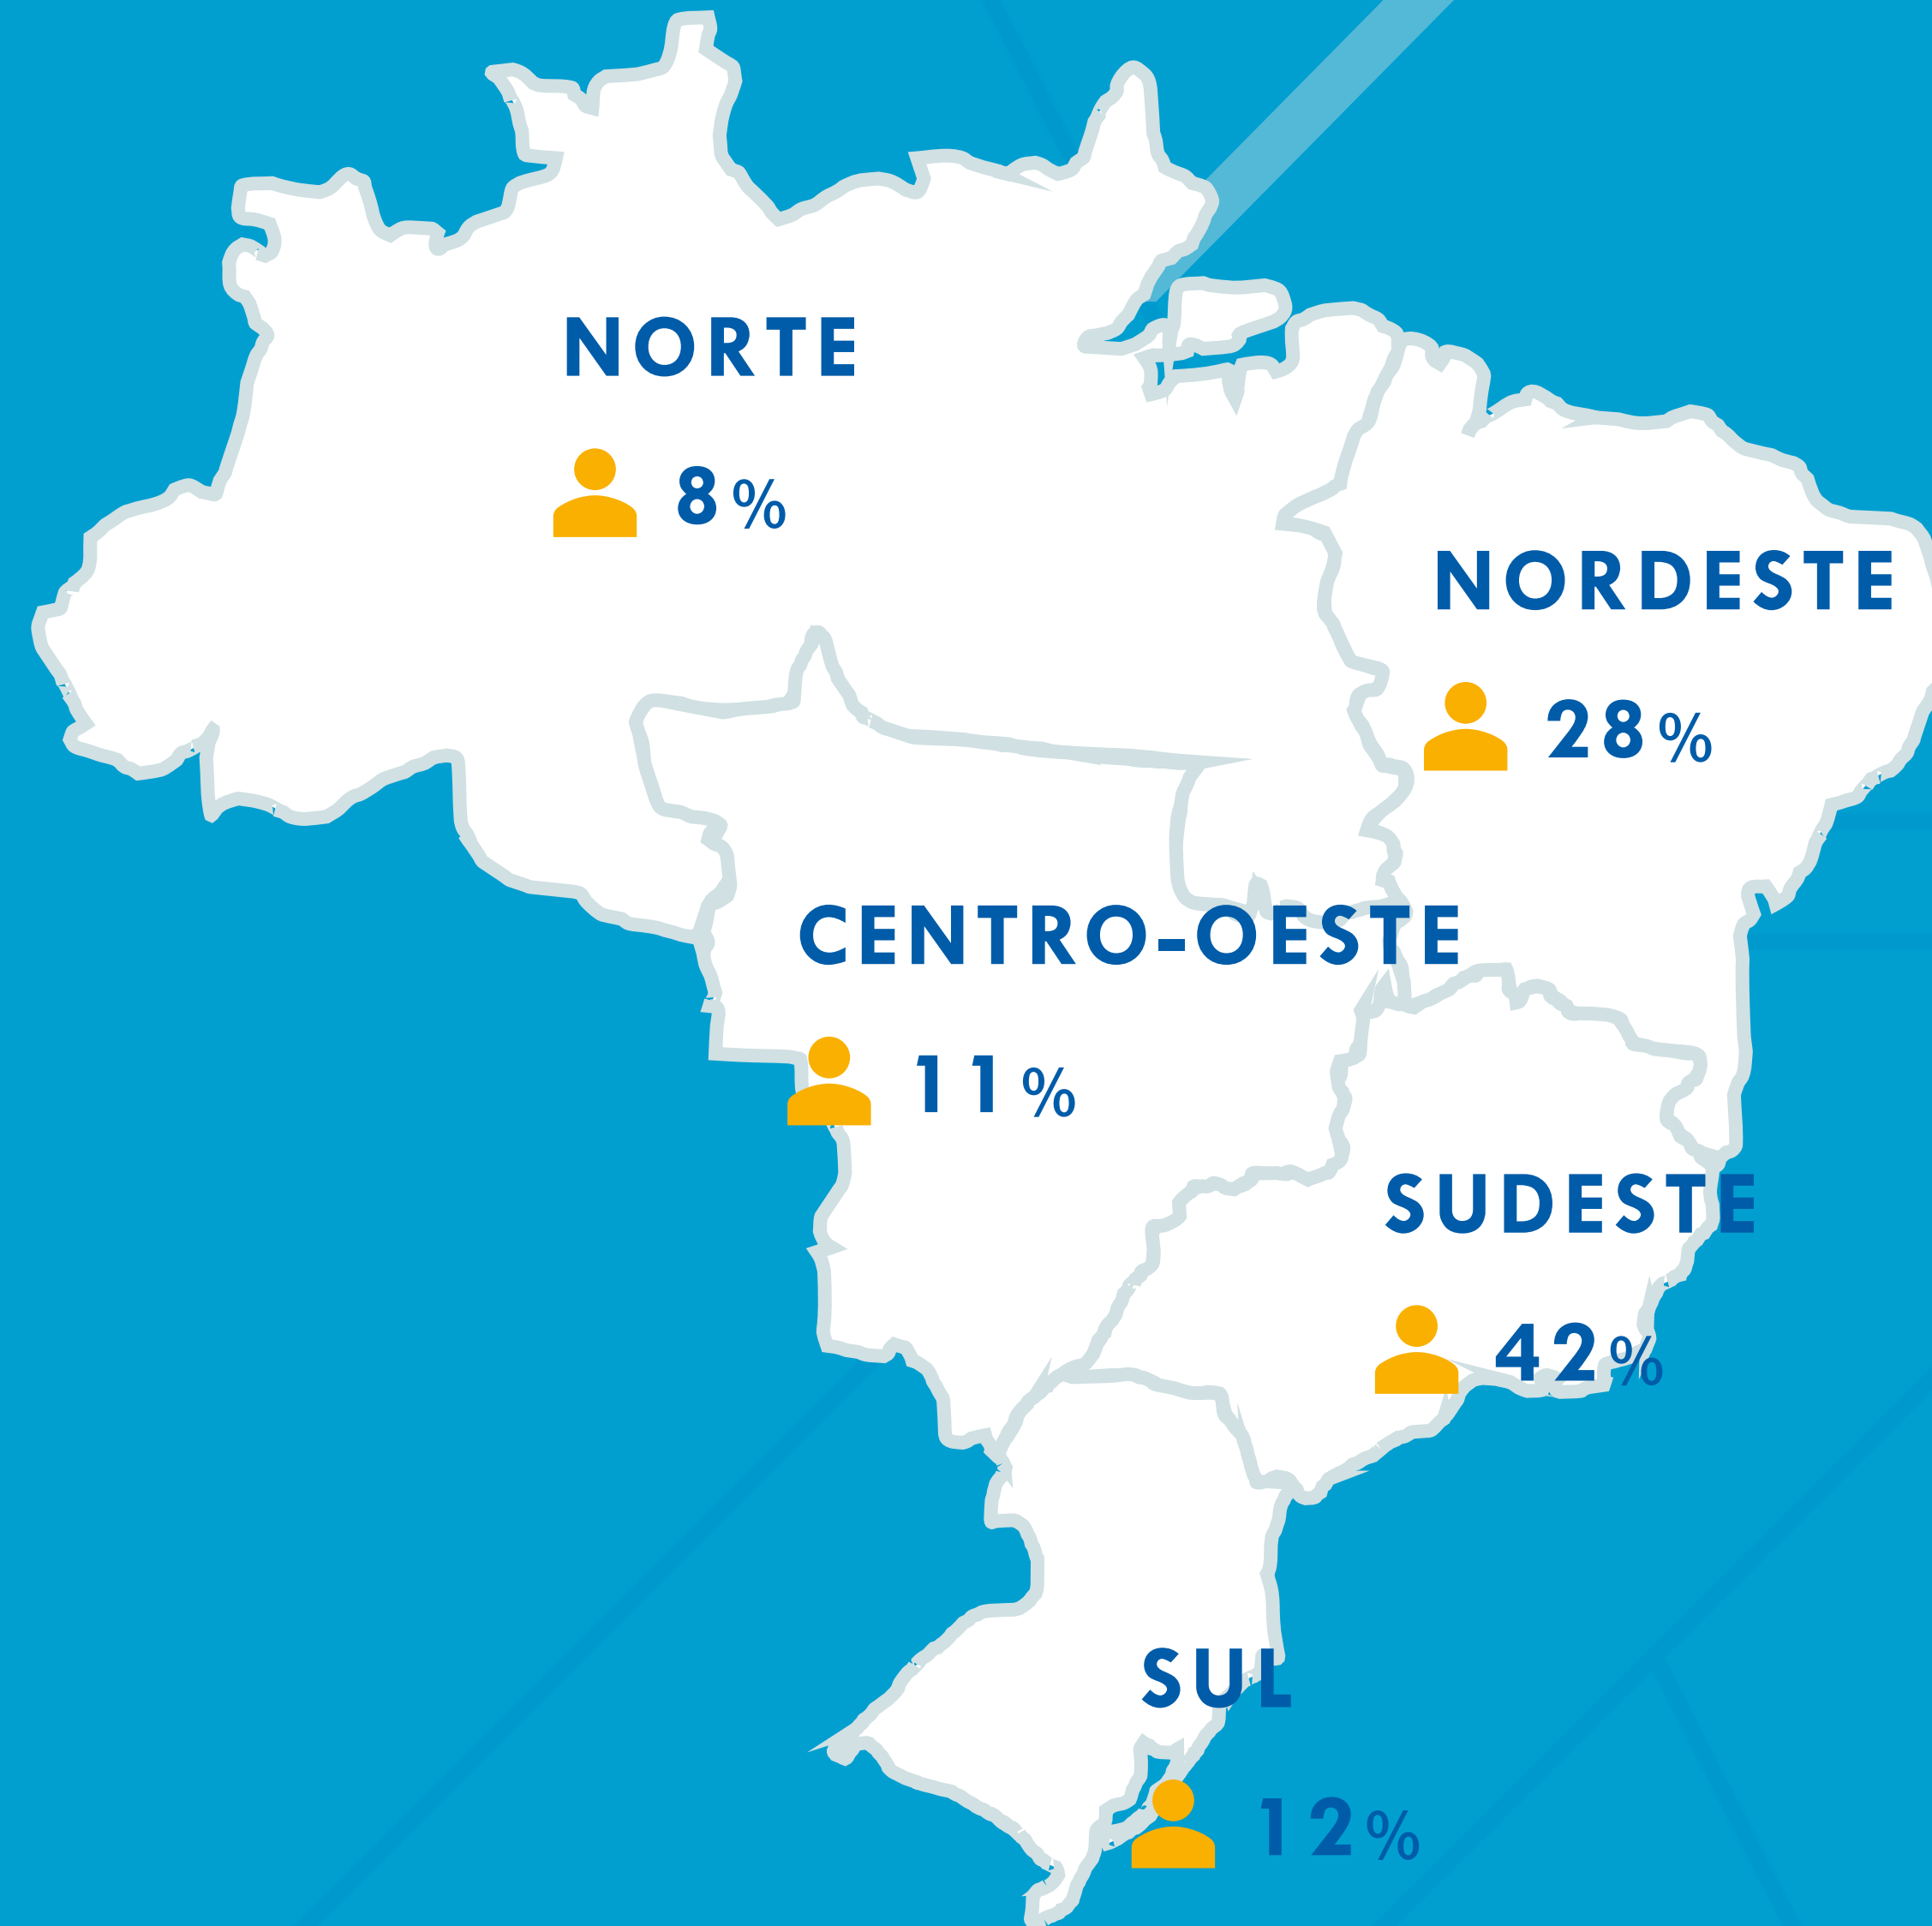 NORTE
8%
NORDESTE
28%
CENTRO-OESTE
11%
SUDESTE
42%
SUL
12%